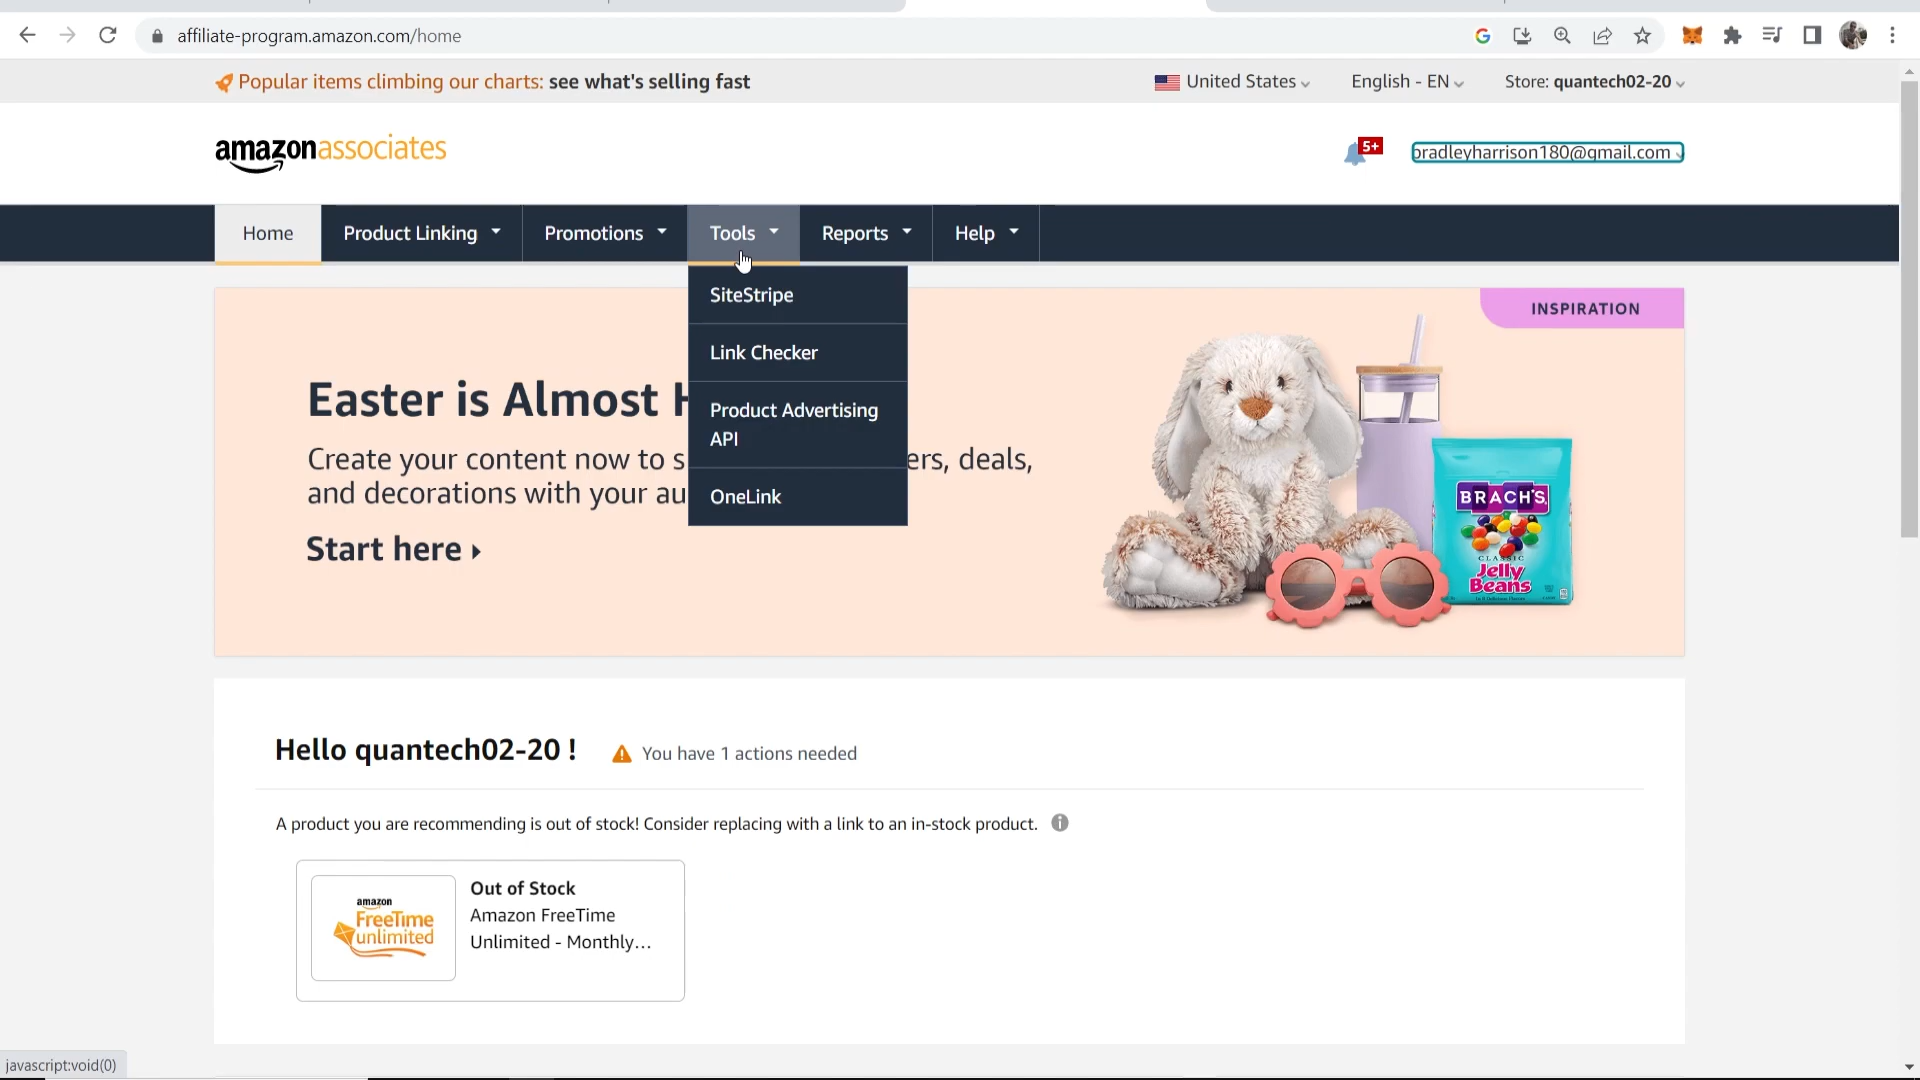 affiliate-program.amazon.com/home
Popular items climbing our charts: see what's selling fast
United States
English - EN
Store: quantech02-20
amazonassociates
5+
bradleyharrison180@gmail.com
Home
Product Linking
Promotions
Tools
Reports
Help
SiteStripe
Link Checker
Product Advertising
API
OneLink
INSPIRATION
Easter is Almost
Create your content now to s ers, deals,
and decorations with your au
Start here
BRACH'S
CLASSIC
Jelly
Beans
Hello quantech02-20 !
You have 1 actions needed
A product you are recommending is out of stock! Consider replacing with a link to an in-stock product.
amazon
FreeTime
unlimited
Out of Stock
Amazon FreeTime
Unlimited - Monthly...
javascript:void(0)